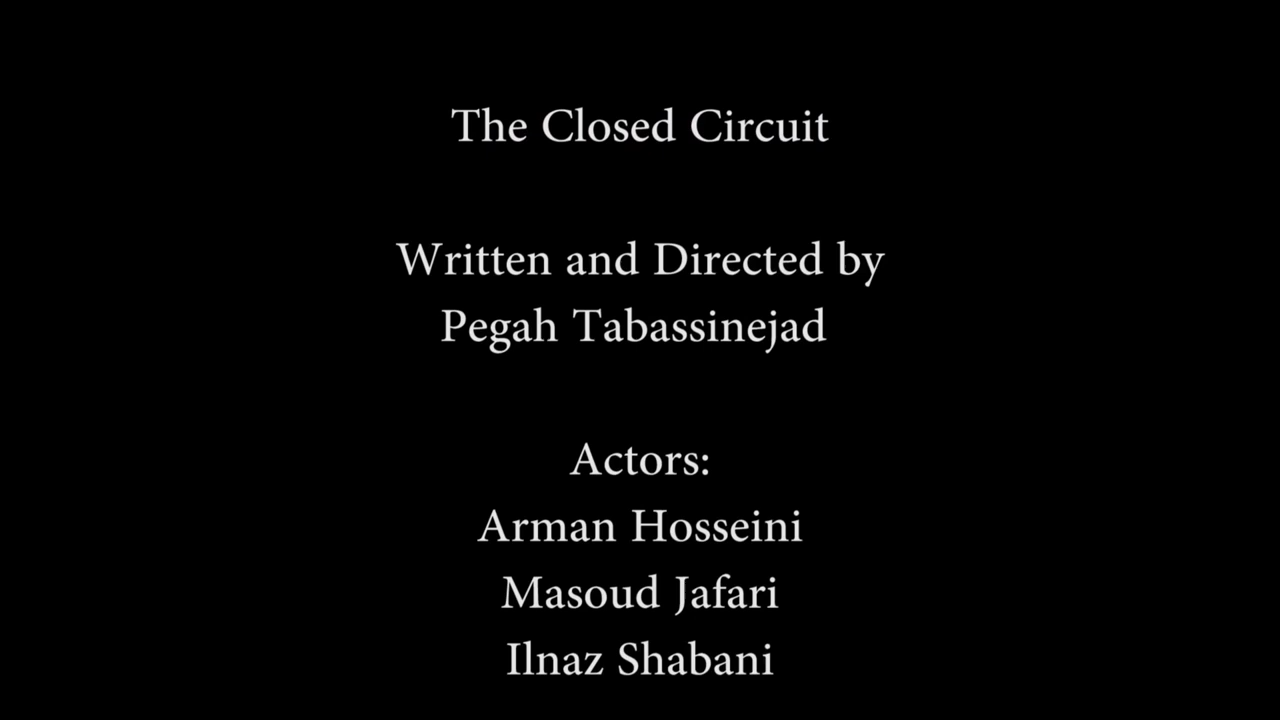 The Closed Circuit
Written and Directed by
Pegah Tabassinejad
Actors:
Arman Hosseini
Masoud Jafari
Ilnaz Shabani